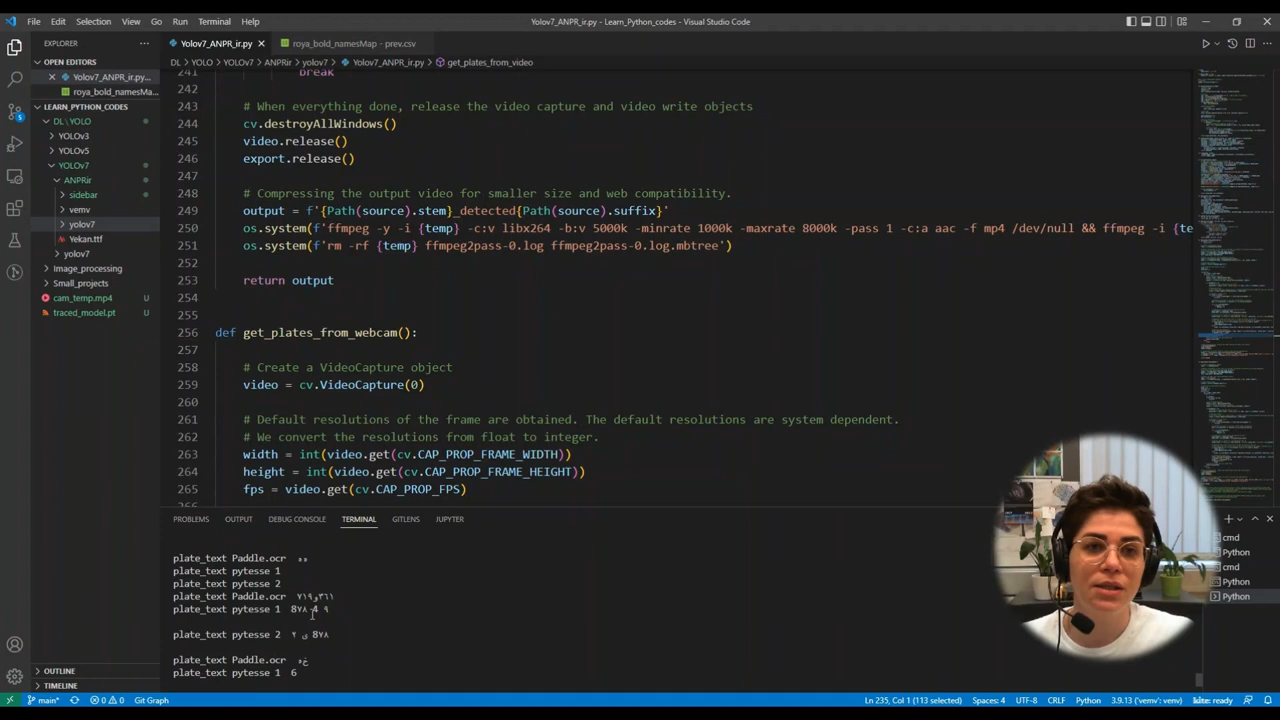 File Edit Selection View Go Run Terminal Help
Yolov7_ANPR_ir.py - Learn_Python_codes - Visual Studio Code
EXPLORER
OPEN EDITORS
Yolov7_ANPR_ir.py...
roya_bold_namesMa...
LEARN_PYTHON_CODES
DL \ YOLO
YOLOv3
YOLOv5
YOLOv7
ANPRir
sidebar
vemv
yolov7
Yekan.ttf
yolov7
Image_processing
Small_projects
cam_temp.mp4 U
traced_model.pt U
OUTLINE
TIMELINE
Yolov7_ANPR_ir.py
roya_bold_namesMap - prev.csv
DL > YOLO > YOLOv7 > ANPRir > yolov7 > Yolov7_ANPR_ir.py > get_plates_from_video
241 break
242
243 # When everything done, release the video capture and video write objects
244 cv.destroyAllWindows()
245 video.release()
246 export.release()
247
248 # Compressing the output video for smaller size and web compatibility.
249 output = f'{Path(source).stem}_detected{Path(source).suffix}'
250 os.system(f'ffmpeg -y -i {temp} -c:v libx264 -b:v 5000k -minrate 1000k -maxrate 8000k -pass 1 -c:a aac -f mp4 /dev/null && ffmpeg -i {te
251 os.system(f'rm -rf {temp} ffmpeg2pass-0.log ffmpeg2pass-0.log.mbtree')
252
253 return output
254
255
256 def get_plates_from_webcam():
257
258 # Create a VideoCapture object
259 video = cv.VideoCapture(0)
260
261 # Default resolutions of the frame are obtained. The default resolutions are system dependent.
262 # We convert the resolutions from float to integer.
263 width = int(video.get(cv.CAP_PROP_FRAME_WIDTH))
264 height = int(video.get(cv.CAP_PROP_FRAME_HEIGHT))
265 fps = video.get(cv.CAP_PROP_FPS)
PROBLEMS OUTPUT DEBUG CONSOLE TERMINAL GITLENS JUPYTER
plate_text Paddle.ocr ه ه
plate_text pytesse 1
plate_text pytesse 2
plate_text Paddle.ocr
plate_text pytesse 1
plate_text pytesse 2
plate_text Paddle.ocr
plate_text pytesse 1 6
cmd
Python
cmd
Python
Python
main* 0 0 Git Graph
Ln 235, Col 1 (113 selected) Spaces: 4 UTF-8 CRLF Python 3.9.13 ('vemv': venv) kite: ready